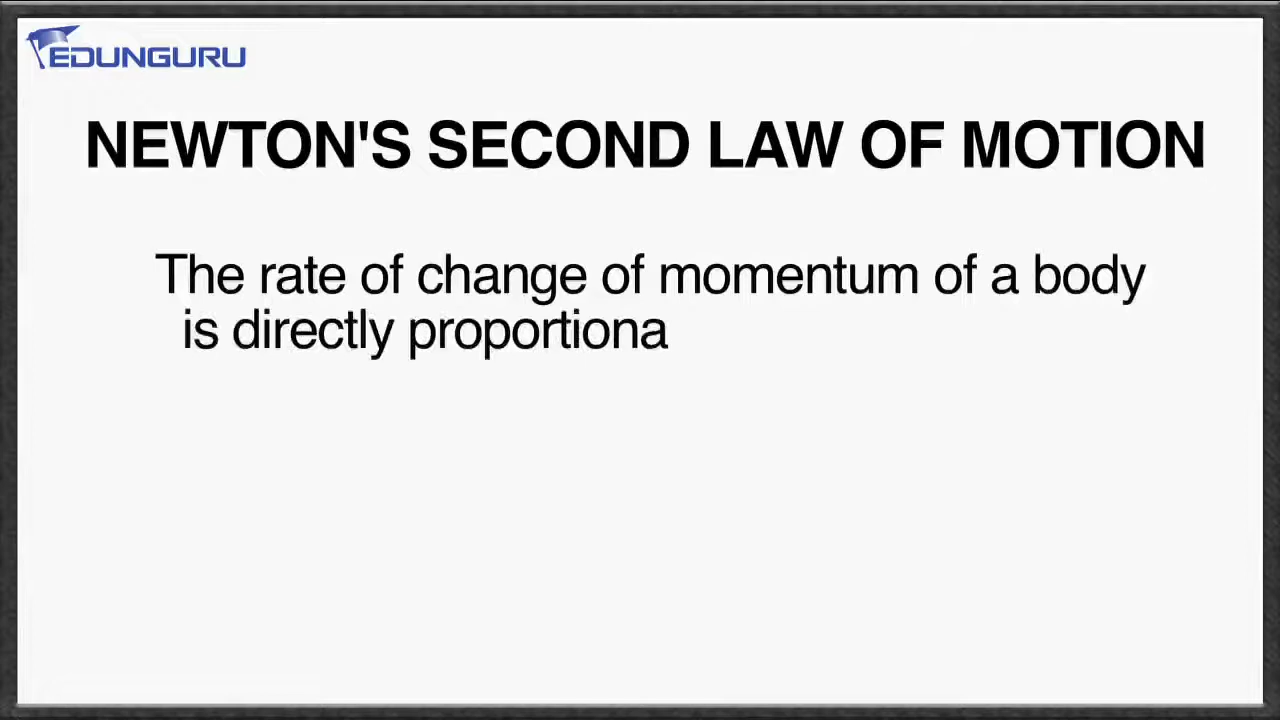 EDUNGURU
NEWTON'S SECOND LAW OF MOTION
The rate of change of momentum of a body
is directly proportiona